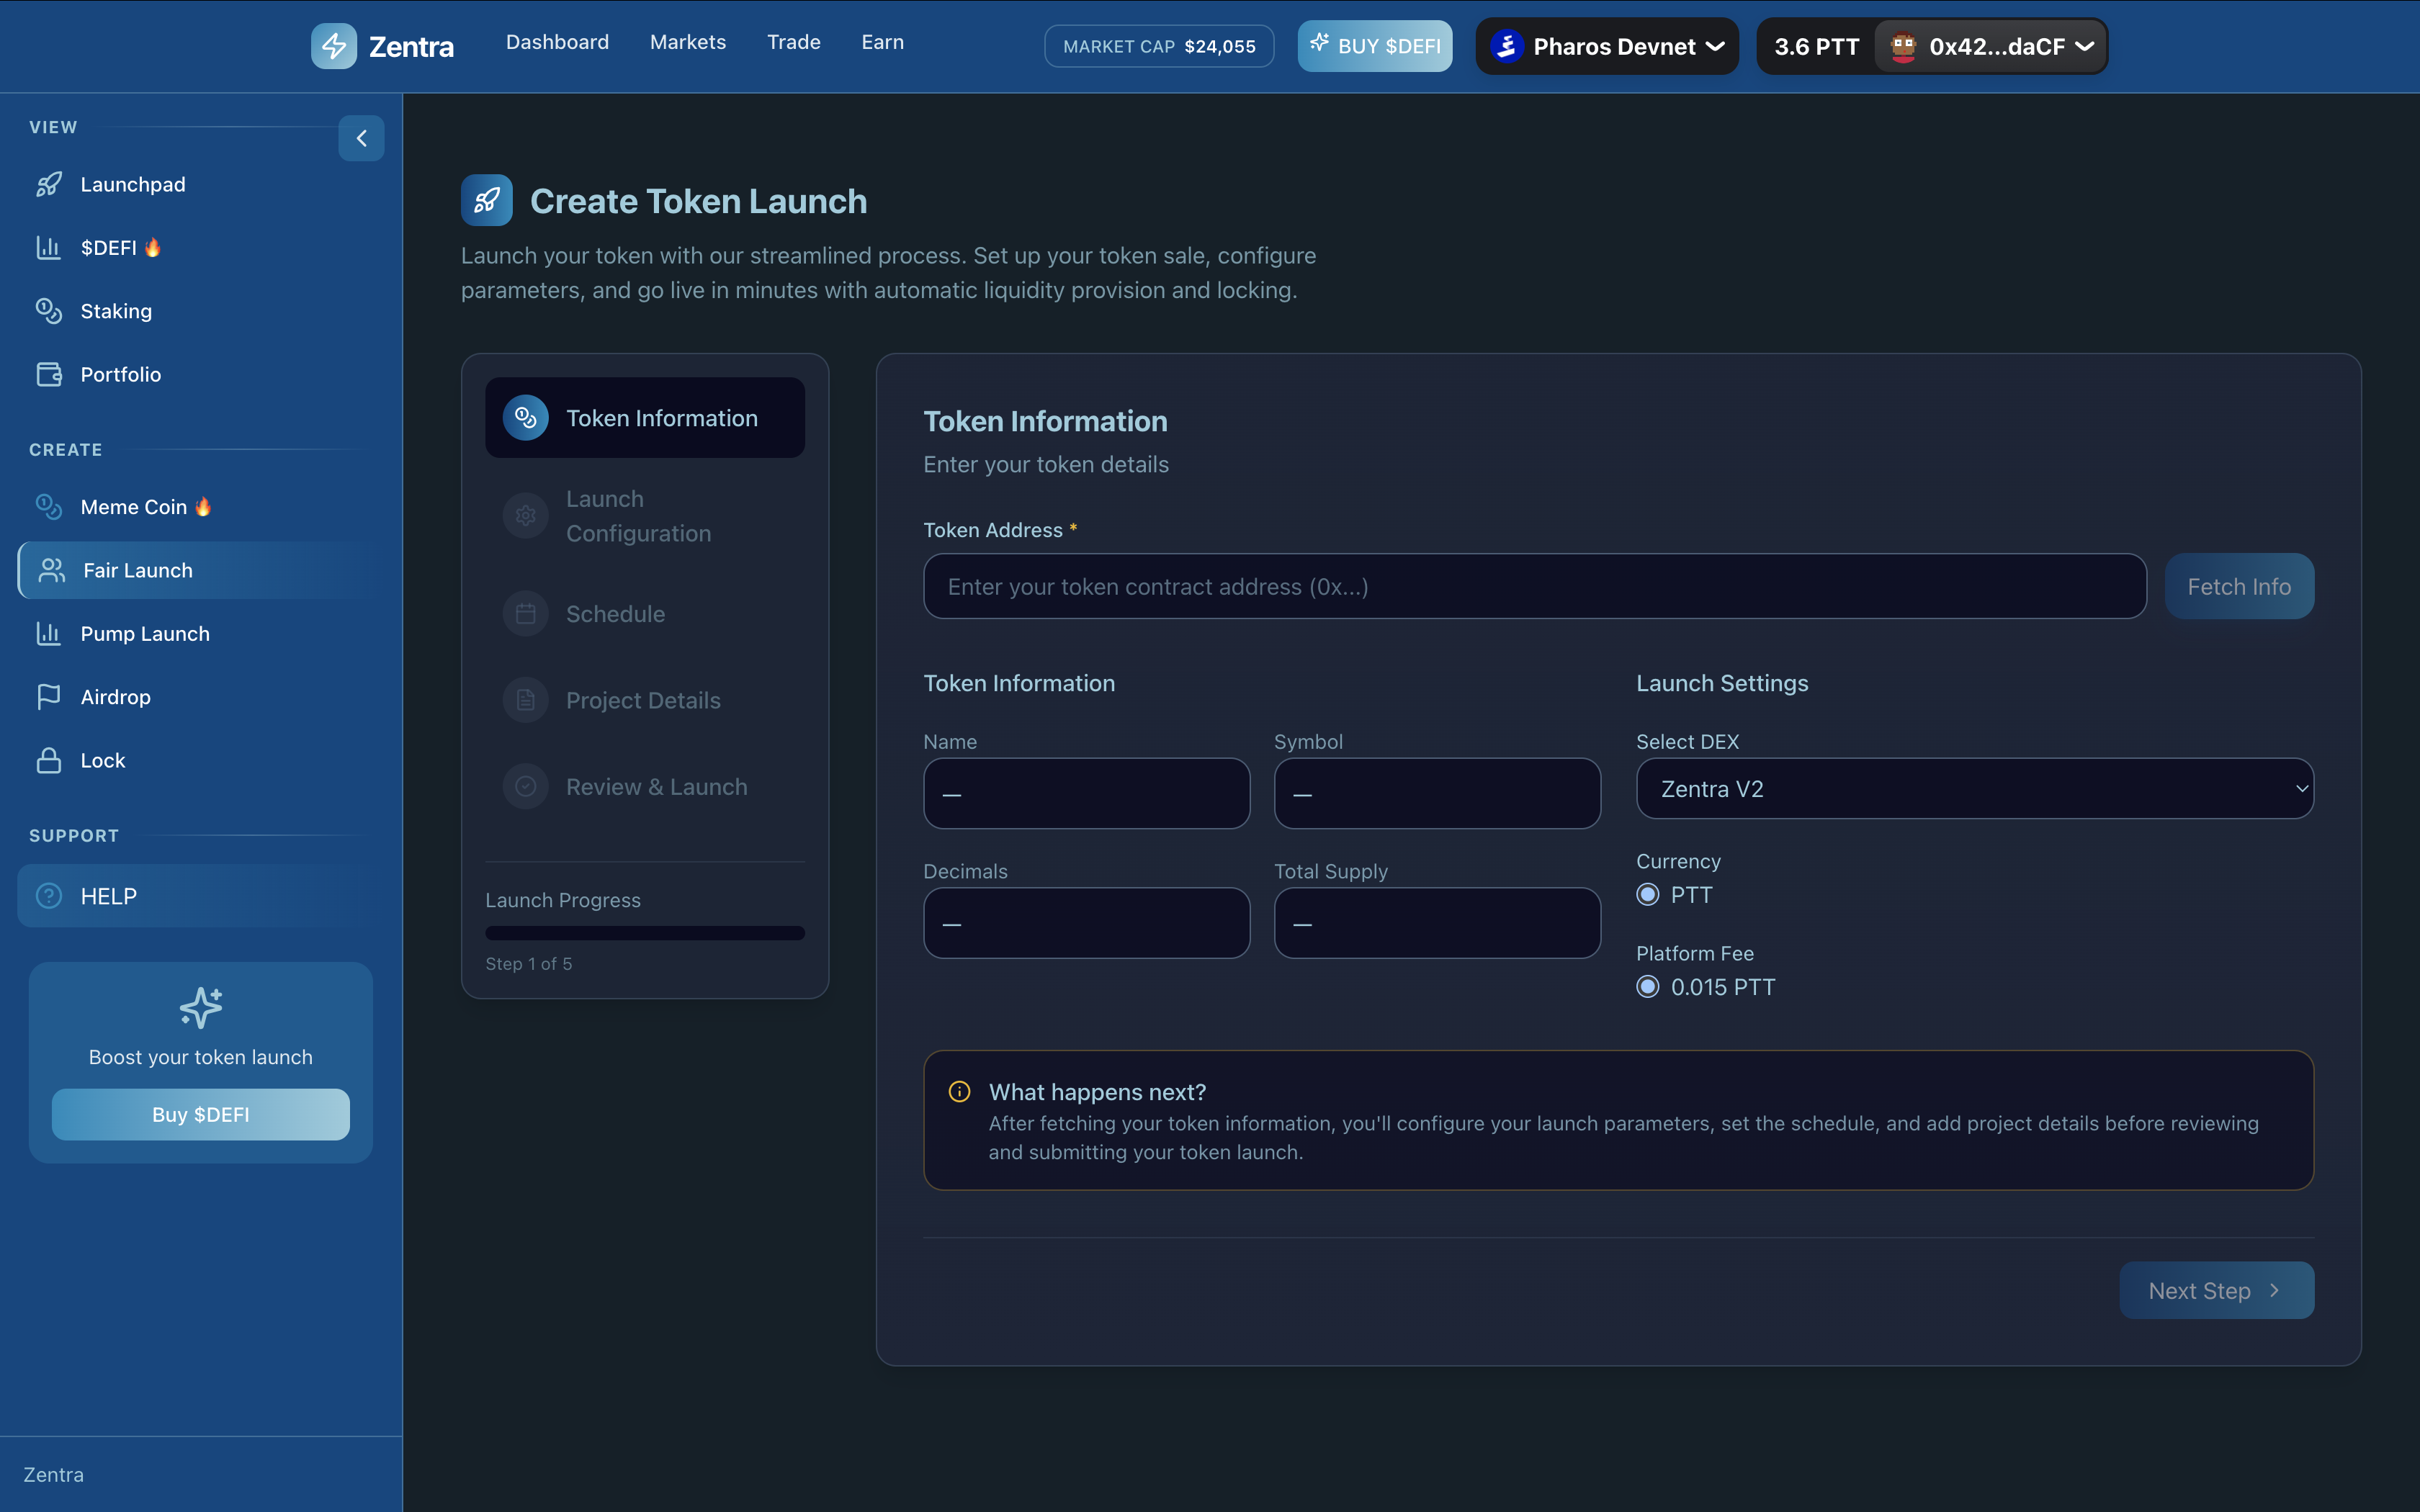 Zentra
Dashboard
Markets
Trade
Earn
MARKET CAP $24,055
BUY $DEFI
Pharos Devnet
3.6 PTT
0x42...daCF
VIEW
Launchpad
$DEFI 🔥
Staking
Portfolio
CREATE
Meme Coin 🔥
Fair Launch
Pump Launch
Airdrop
Lock
SUPPORT
HELP
Boost your token launch
Buy $DEFI
Zentra
Create Token Launch
Launch your token with our streamlined process. Set up your token sale, configure
parameters, and go live in minutes with automatic liquidity provision and locking.
Token Information
Launch
Configuration
Schedule
Project Details
Review & Launch
Launch Progress
Step 1 of 5
Token Information
Enter your token details
Token Address *
Enter your token contract address (0x...)
Fetch Info
Token Information
Name
Symbol
—
—
Decimals
Total Supply
—
—
Launch Settings
Select DEX
Zentra V2
Currency
PTT
Platform Fee
0.015 PTT
What happens next?
After fetching your token information, you'll configure your launch parameters, set the schedule, and add project details before reviewing
and submitting your token launch.
Next Step